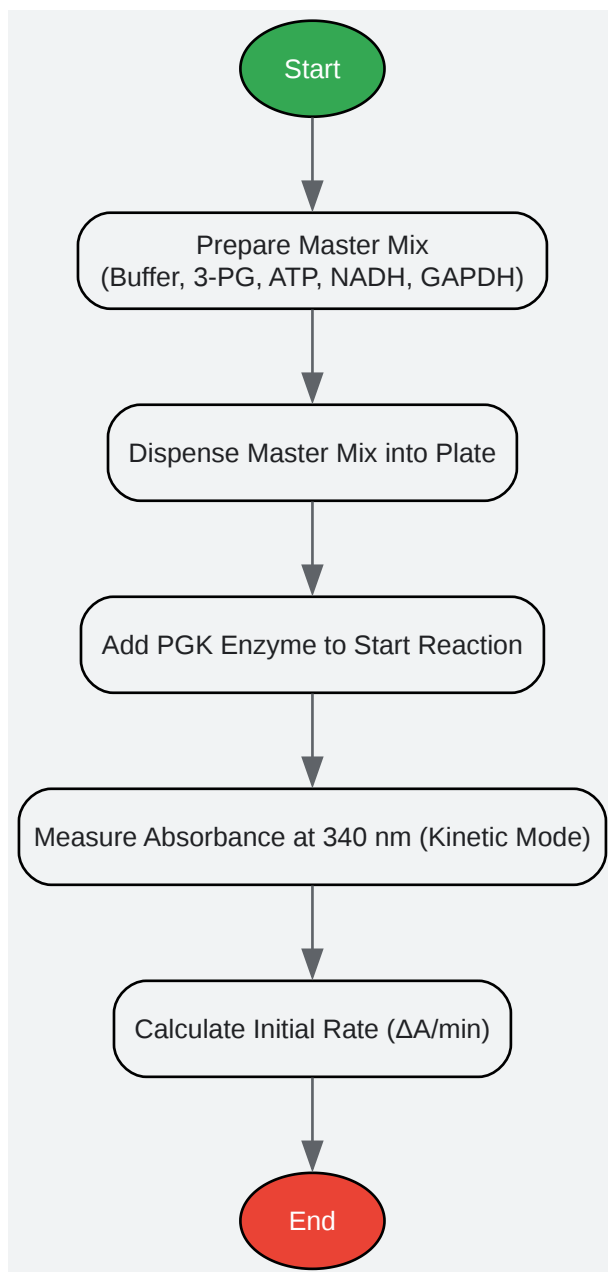 Start
Prepare Master Mix
(Buffer, 3-PG, ATP, NADH, GAPDH)
Dispense Master Mix into Plate
Add PGK Enzyme to Start Reaction
Measure Absorbance at 340 nm (Kinetic Mode)
Calculate Initial Rate (ΔA/min)
End